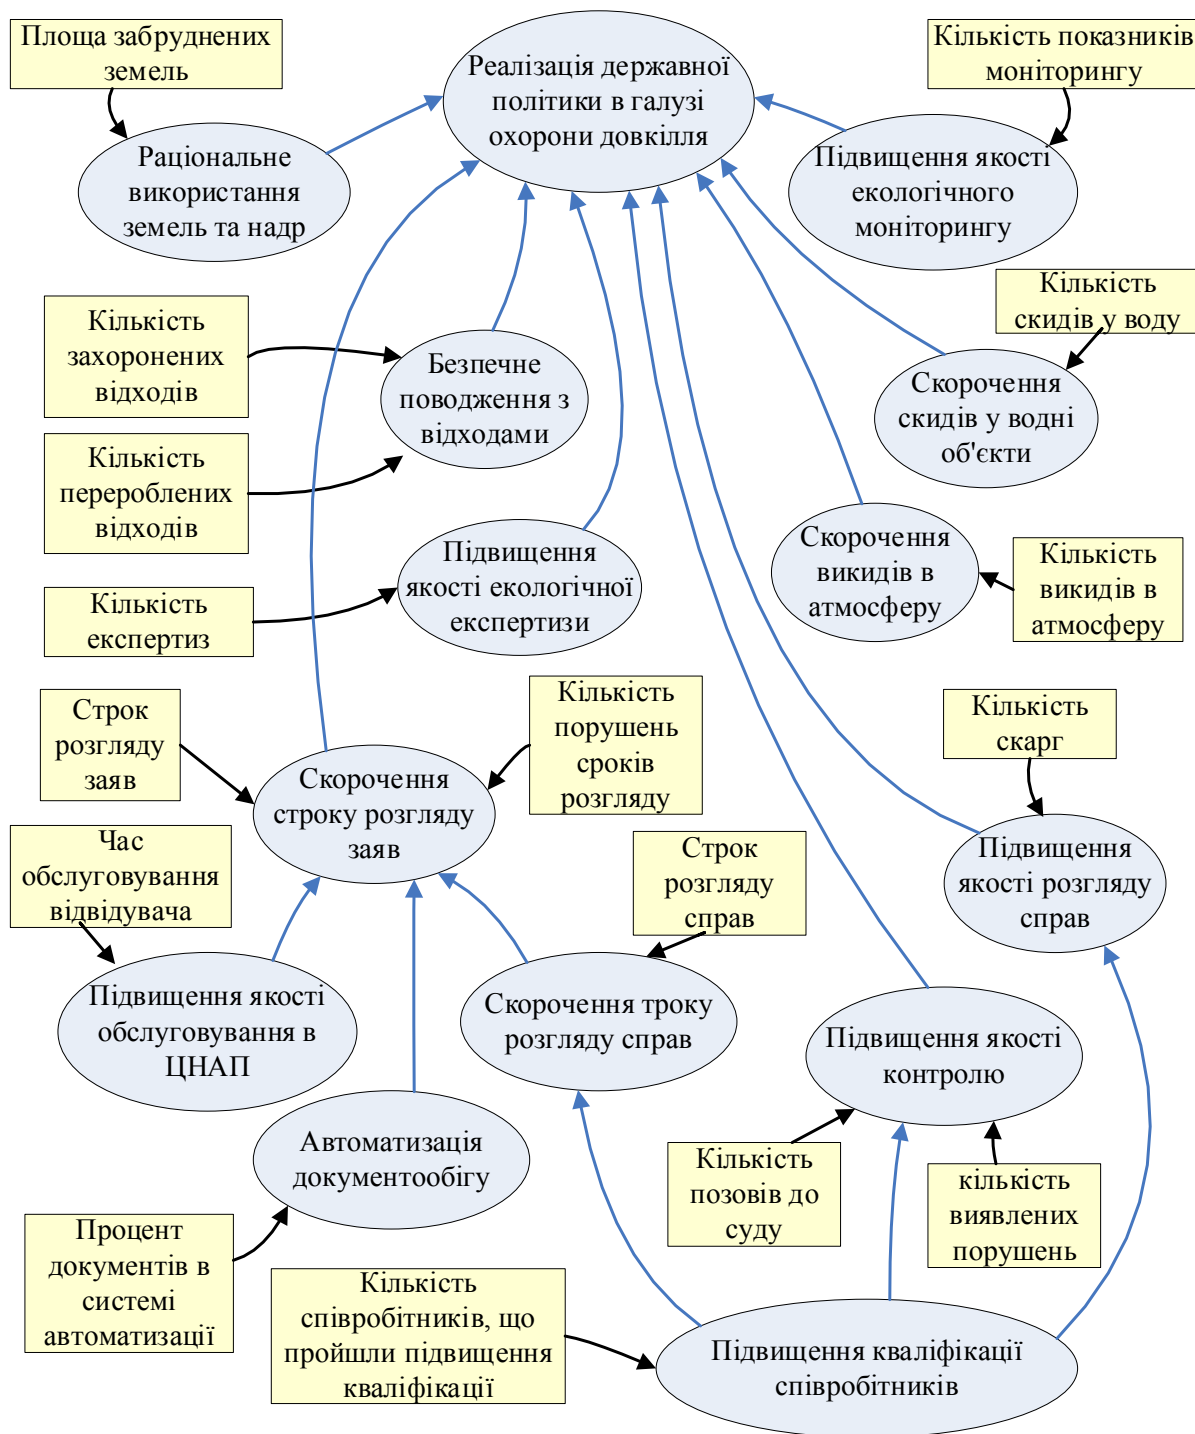 Площа забруднених
земель
Реалізація державної
політики в галузі
охорони довкілля
Кількість показників
моніторингу
Раціональне
використання
земель та надр
Підвищення якості
екологічного
моніторингу
Кількість
захоронених
відходів
Безпечне
поводження з
відходами
Кількість
скидів у воду
Скорочення
скидів у водні
об'єкти
Кількість
перероблених
відходів
Підвищення
якості екологічної
експертизи
Скорочення
викидів в
атмосферу
Кількість
викидів в
атмосферу
Кількість
експертиз
Строк
розгляду
заяв
Скорочення
строку розгляду
заяв
Кількість
порушень
сроків
розгляду
Кількість
скарг
Час
обслуговування
відвідувача
Строк
розгляду
справ
Підвищення
якості розгляду
справ
Підвищення якості
обслуговування в
ЦНАП
Скорочення троку
розгляду справ
Підвищення якості
контролю
Автоматизація
документообігу
Кількість
позовів до
суду
кількість
виявлених
порушень
Процент
документів в
системі
автоматизації
Кількість
співробітників, що
пройшли підвищення
кваліфікації
Підвищення кваліфікації
співробітників